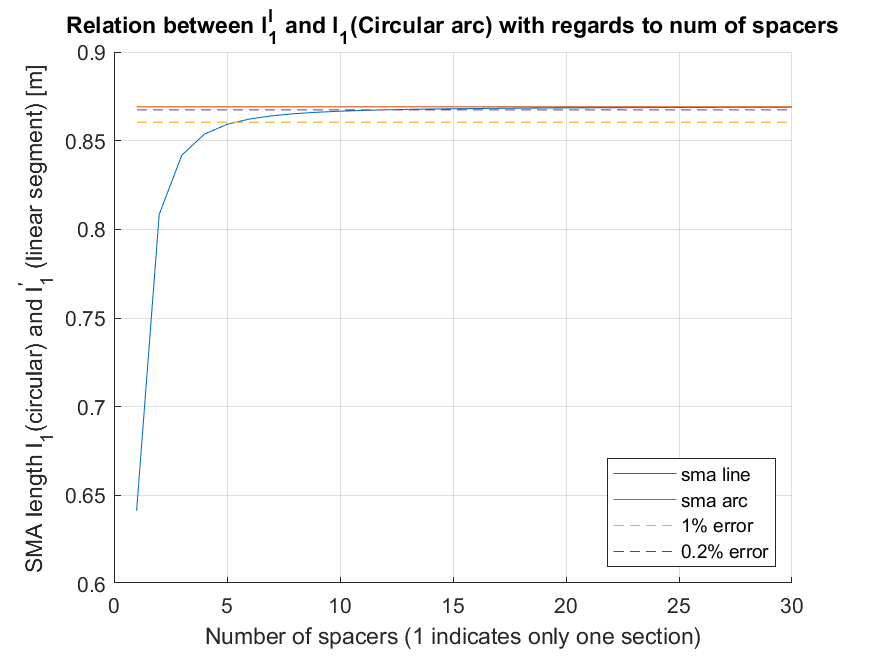 Relation between l₁ˡ and l₁(Circular arc) with regards to num of spacers
SMA length l₁(circular) and l₁' (linear segment) [m]
0.9
0.85
0.8
0.75
0.7
0.65
0.6
0 5 10 15 20 25 30
Number of spacers (1 indicates only one section)
sma line
sma arc
1% error
0.2% error